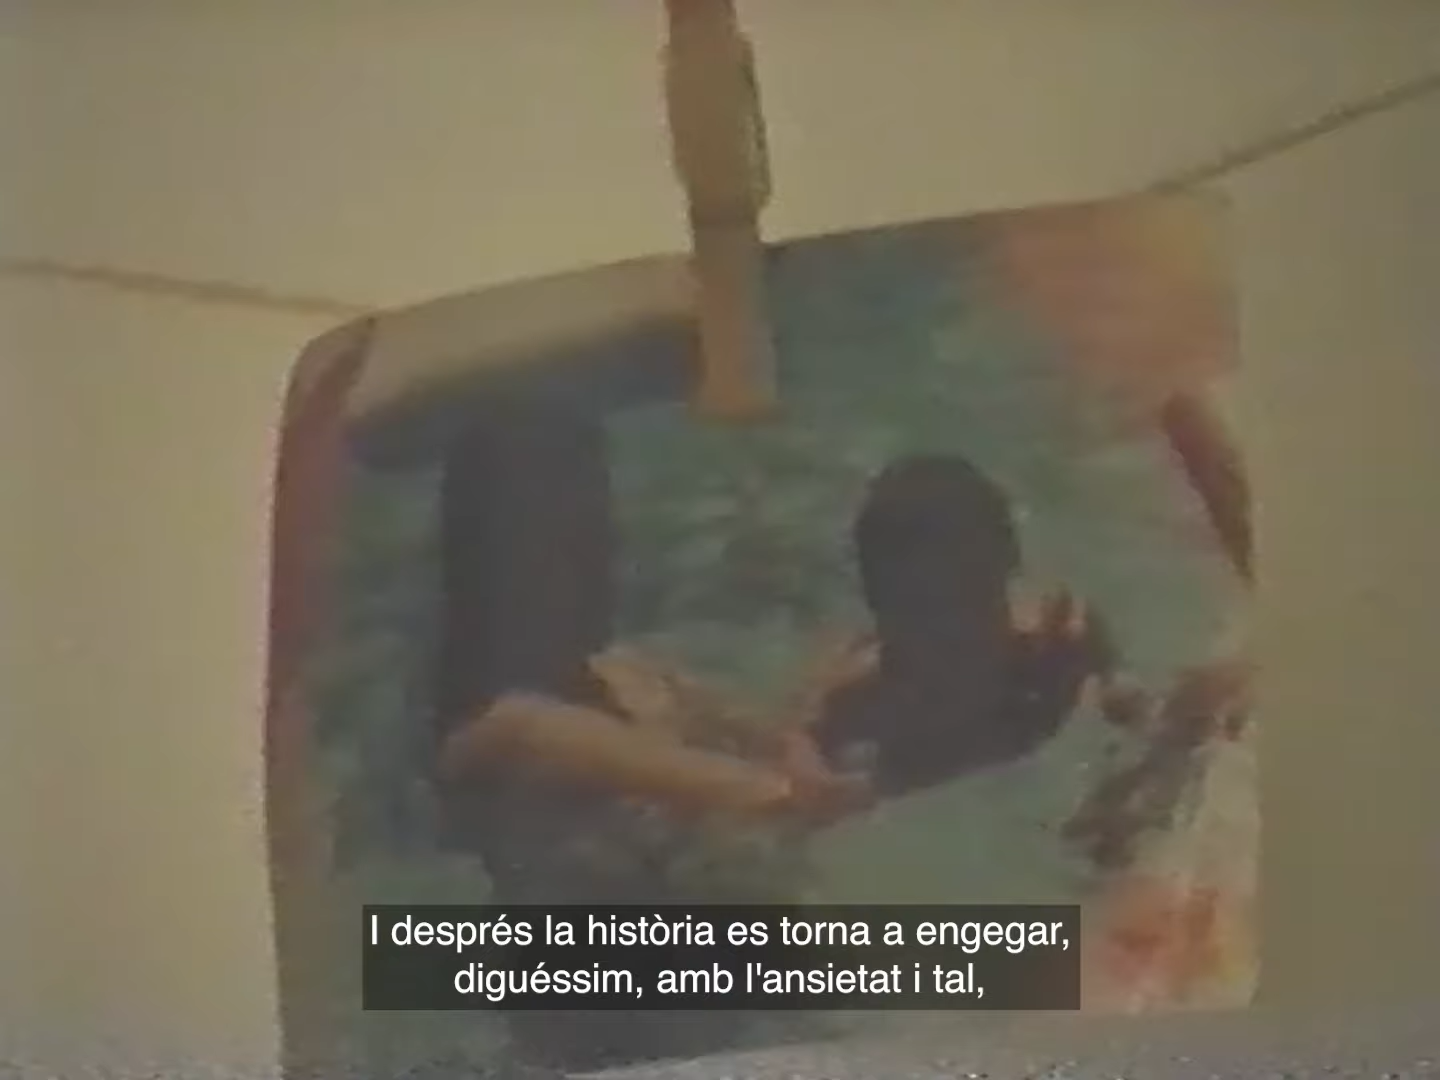 I després la història es torna a engegar,
diguéssim, amb l'ansietat i tal,